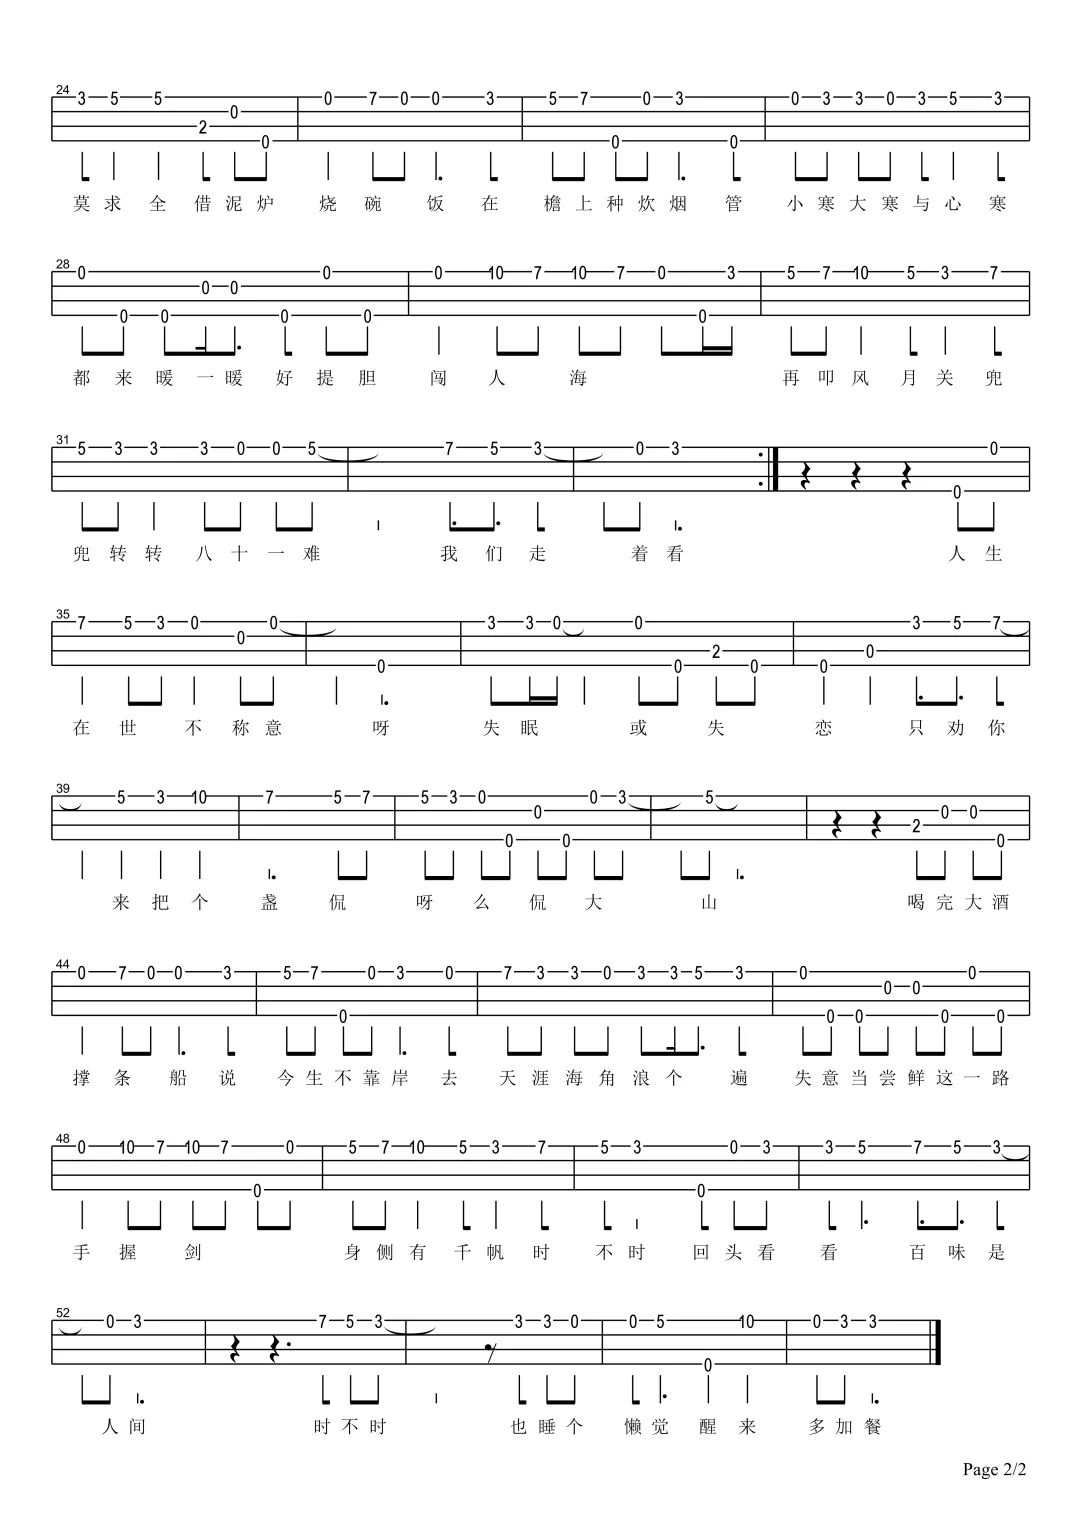 24 3 5 5 2 0 0 0 7 0 0 3 5 7 0 0 3 0 0 3 3 0 3 5 3
莫求全 借泥炉 烧碗 饭在 檐上种炊烟 管 小寒大寒与心寒
28 0 0 0 0 0 0 0 0 0 10 7 10 7 0 0 3 5 7 10 5 3 7
都来暖一暖好提胆 闯人海 再叩风月关兜
31 5 3 3 3 0 0 5 7 5 3 0 3 0 0
兜转转八十一难 我们走 着看 人生
35 7 5 3 0 0 0 0 3 3 0 0 0 2 0 0 0 3 5 7
在世不称意 呀 失眠 或失 恋 只劝你
39 5 3 10 7 5 7 5 3 0 0 0 0 0 3 5 2 0 0 0
来把个 盏侃 呀么侃大 山 喝完大酒
44 0 7 0 0 3 5 7 0 0 3 0 7 3 3 0 3 3 5 3 0 0 0 0 0 0 0 0
撑条船说 今生不靠岸去 天涯海角浪个遍 失意当尝鲜这一路
48 0 10 7 10 7 0 0 5 7 10 5 3 7 5 3 0 0 3 3 5 7 5 3
手握剑 身侧有千帆时 不时 回头看 看 百味是
52 0 3 7 5 3 3 3 0 0 5 0 10 0 3 3
人间 时不时 也睡个 懒觉 醒来 多加餐
Page 2/2